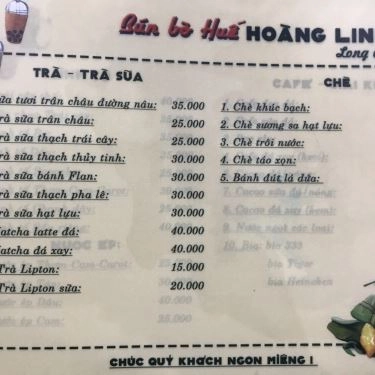 Bún bò Huế HOÀNG LIN
Long
TRÀ - TRÀ SỮA
ữa tươi trân châu đường nâu: 35.000
rà sữa trân châu: 25.000
rà sữa thạch trái cây: 25.000
rà sữa thạch thủy tinh: 30.000
rà sữa bánh Flan: 30.000
rà sữa thạch pha lê: 30.000
rà sữa hạt lựu: 30.000
atcha latte đá: 40.000
atcha đá xay: 40.000
Trà Lipton: 15.000
Trà Lipton sữa: 20.000
CHÈ
1. Chè khúc bạch:
2. Chè sương sa hạt lựu:
3. Chè trôi nước:
4. Chè táo xọn:
5. Bánh đút lá dứa:
CHÚC QUÝ KHÁCH NGON MIỆNG !